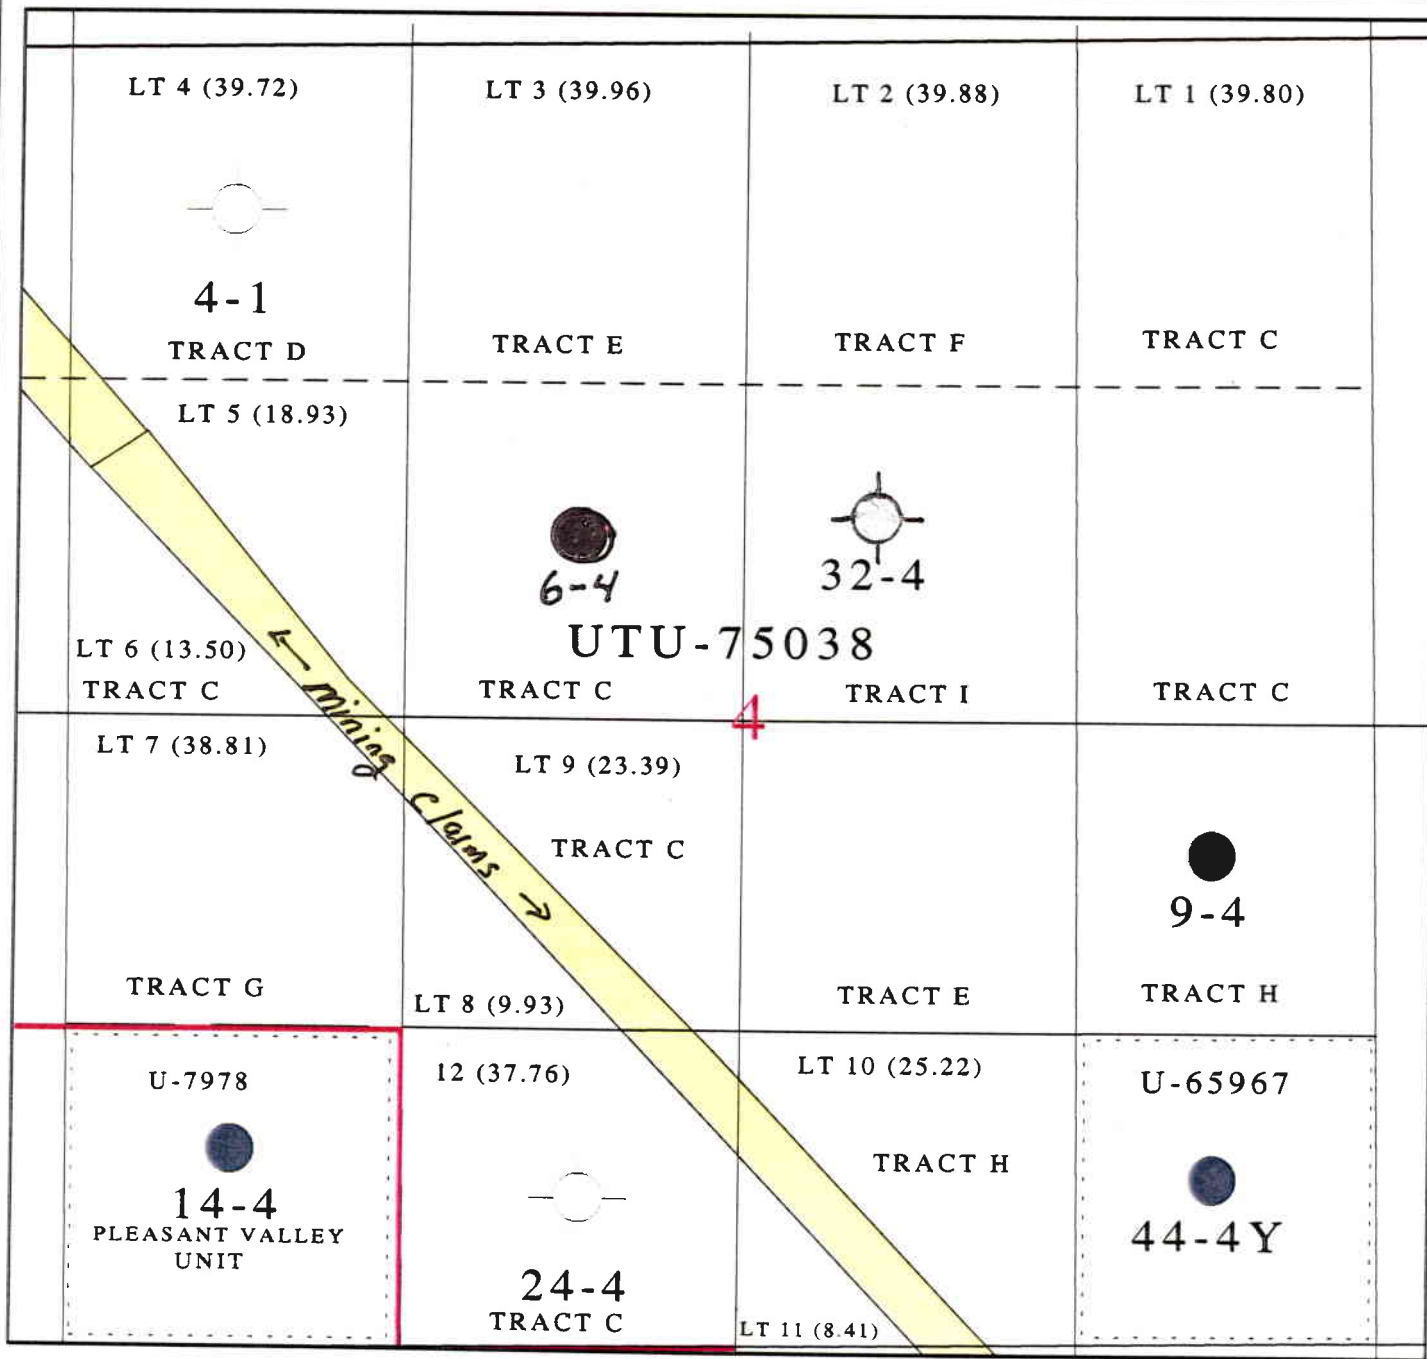 LT 4 (39.72)
LT 3 (39.96)
LT 2 (39.88)
LT 1 (39.80)
4-1
TRACT D
TRACT E
TRACT F
TRACT C
LT 5 (18.93)
6-4
32-4
UTU-75038
LT 6 (13.50)
TRACT C
TRACT C
TRACT I
TRACT C
4
← mining claims →
LT 7 (38.81)
LT 9 (23.39)
TRACT C
9-4
TRACT G
LT 8 (9.93)
TRACT E
TRACT H
U-7978
12 (37.76)
LT 10 (25.22)
U-65967
TRACT H
14-4
PLEASANT VALLEY
UNIT
44-4Y
24-4
TRACT C
LT 11 (8.41)